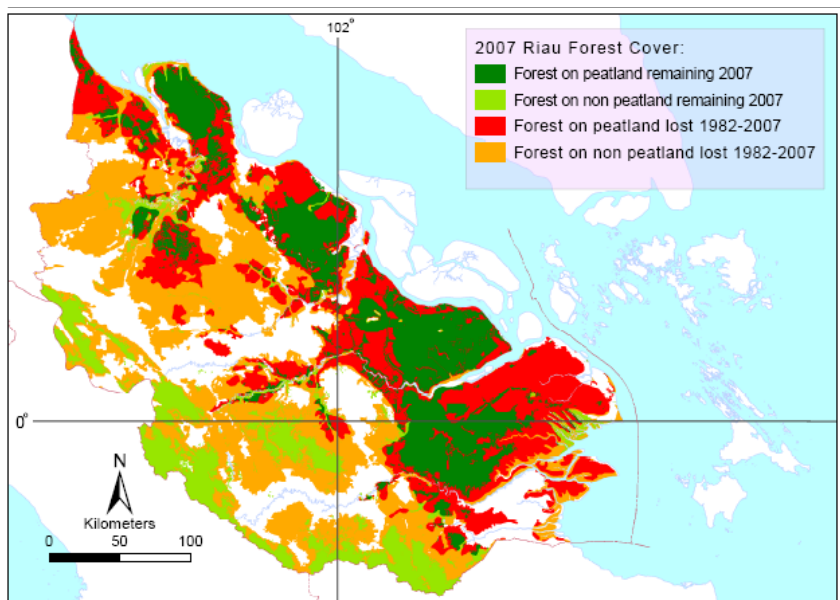 102°
2007 Riau Forest Cover:
Forest on peatland remaining 2007
Forest on non peatland remaining 2007
Forest on peatland lost 1982-2007
Forest on non peatland lost 1982-2007
0°
N
Kilometers
0 50 100